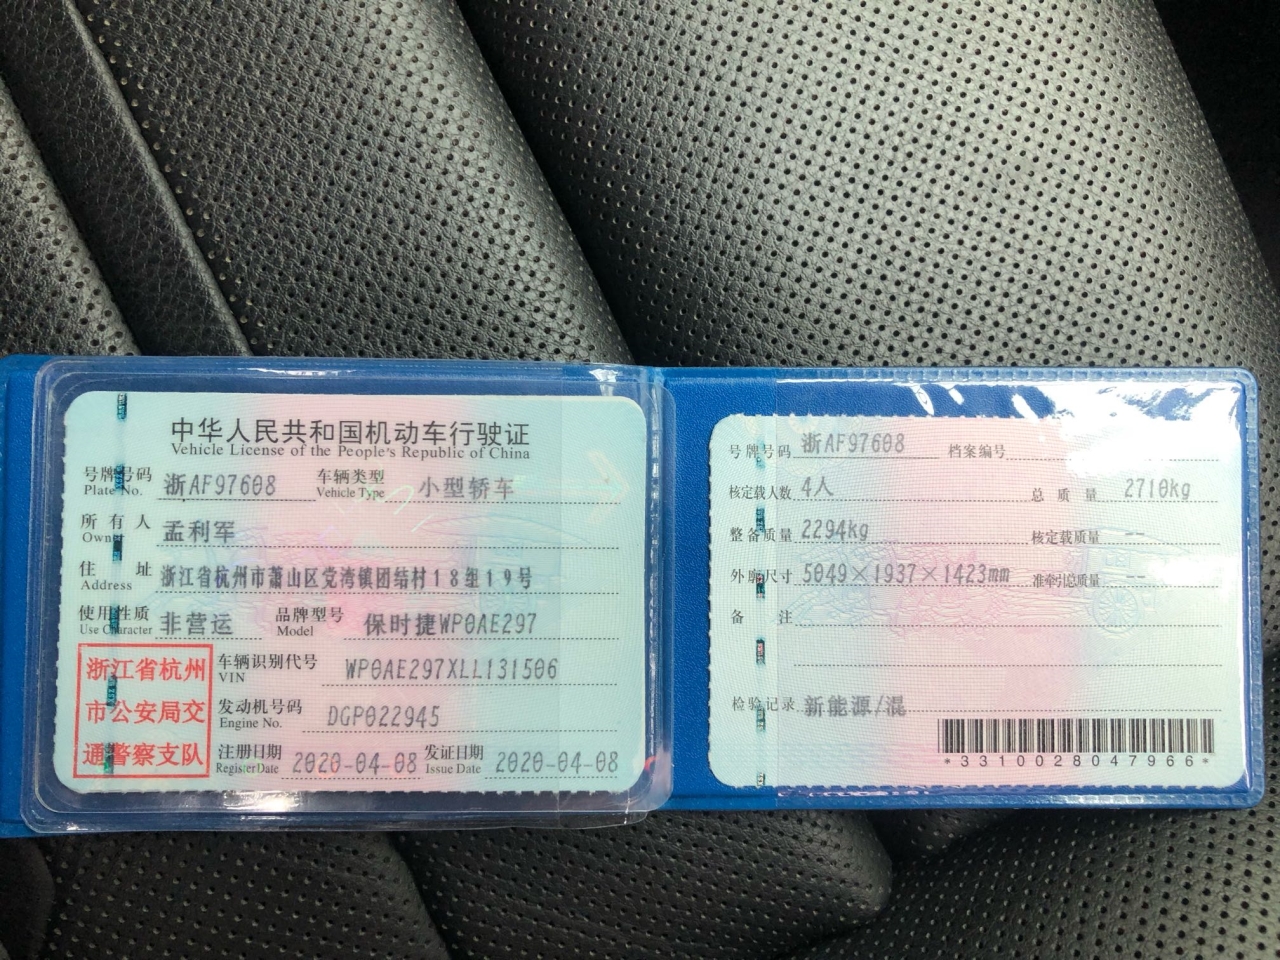 中华人民共和国机动车行驶证
Vehicle License of the People's Republic of China
号牌号码 浙AF97608 车辆类型 小型轿车
Plate No. Vehicle Type
所有人 孟利军
Owner
住址 浙江省杭州市萧山区党湾镇团结村18组19号
Address
使用性质 非营运 品牌型号 保时捷WP0AE297
Use Character Model
浙江省杭州
市公安局交
通警察支队
车辆识别代号 WP0AE297XLL131506
VIN
发动机号码 DGP022945
Engine No.
注册日期 2020-04-08 发证日期 2020-04-08
Register Date Issue Date
号牌号码 浙AF97608 档案编号
核定载人数 4人 总质量 2710kg
整备质量 2294kg 核定载质量 --
外廓尺寸 5049×1937×1423mm 准牵引总质量 --
备注
检验记录 新能源/混
*3310028047966*